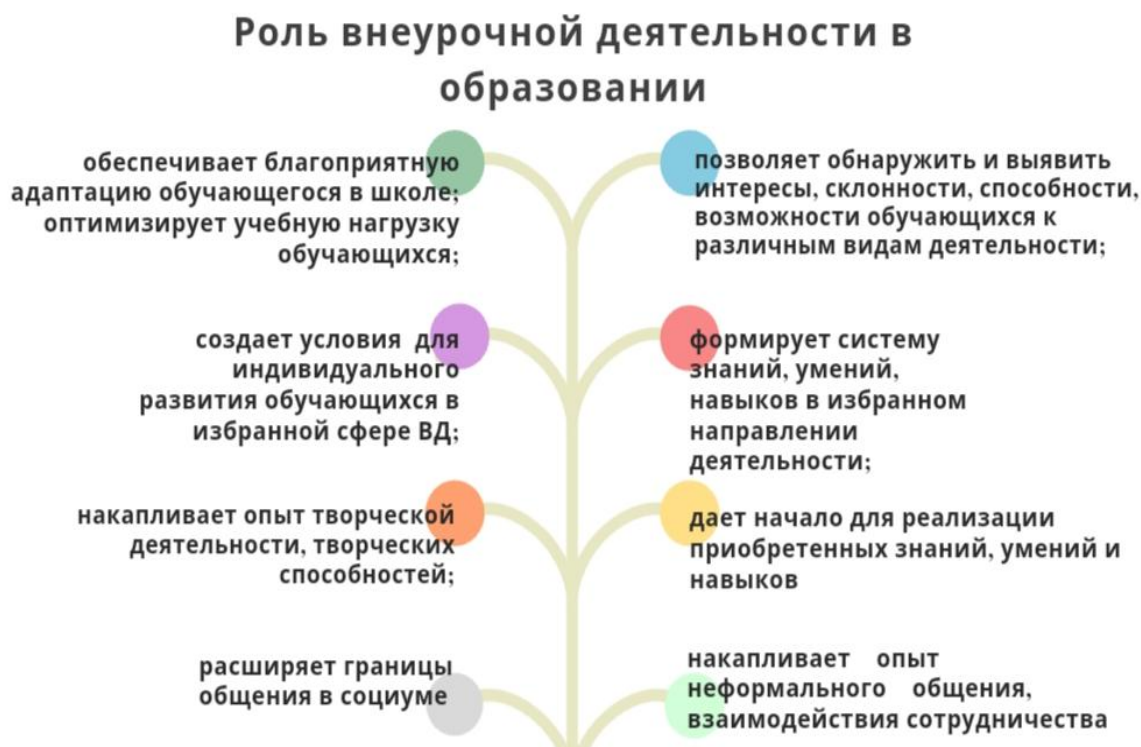 Роль внеурочной деятельности в
образовании
обеспечивает благоприятную
адаптацию обучающегося в школе;
оптимизирует учебную нагрузку
обучающихся;
позволяет обнаружить и выявить
интересы, склонности, способности,
возможности обучающихся к
различным видам деятельности;
создает условия для
индивидуального
развития обучающихся в
избранной сфере ВД;
формирует систему
знаний, умений,
навыков в избранном
направлении
деятельности;
накапливает опыт творческой
деятельности, творческих
способностей;
дает начало для реализации
приобретенных знаний, умений и
навыков
расширяет границы
общения в социуме
накапливает опыт
неформального общения,
взаимодействия сотрудничества